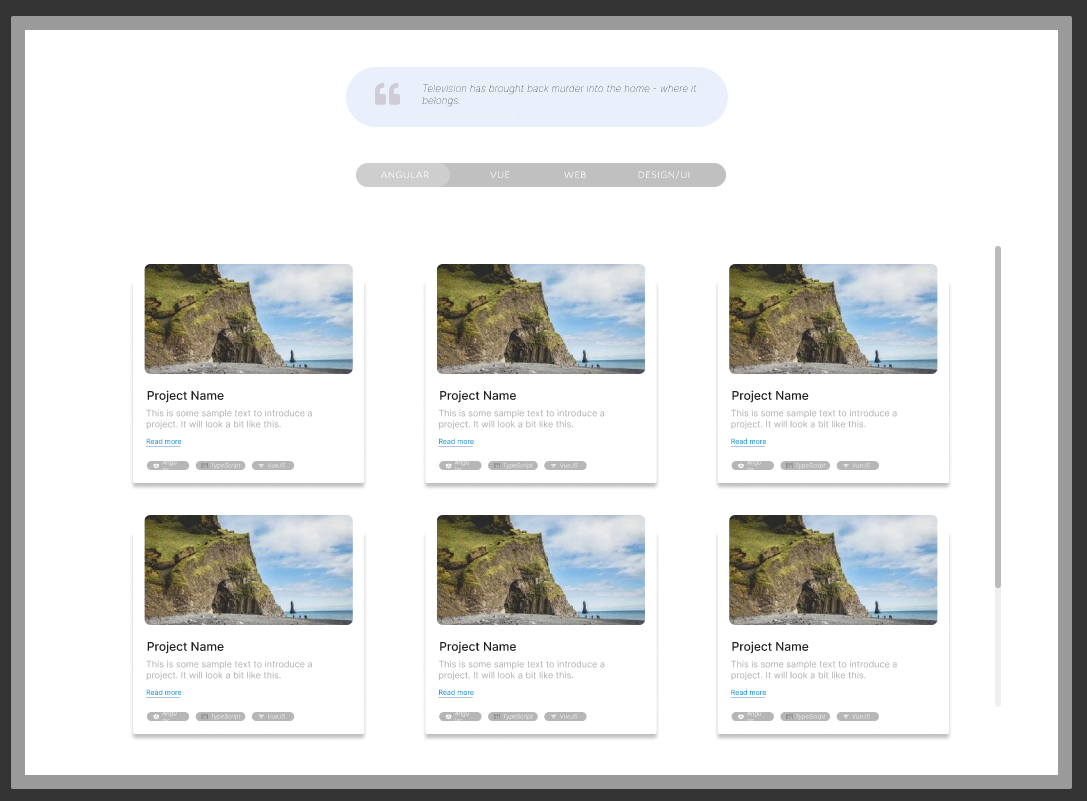 Television has brought back murder into the home - where it
belongs.
ANGULAR VUE WEB DESIGN/UI
Project Name
This is some sample text to introduce a
project. It will look a bit like this.
Read more
TypeScript VueJS
Project Name
This is some sample text to introduce a
project. It will look a bit like this.
Read more
TypeScript VueJS
Project Name
This is some sample text to introduce a
project. It will look a bit like this.
Read more
TypeScript VueJS
Project Name
This is some sample text to introduce a
project. It will look a bit like this.
Read more
TypeScript VueJS
Project Name
This is some sample text to introduce a
project. It will look a bit like this.
Read more
TypeScript VueJS
Project Name
This is some sample text to introduce a
project. It will look a bit like this.
Read more
TypeScript VueJS